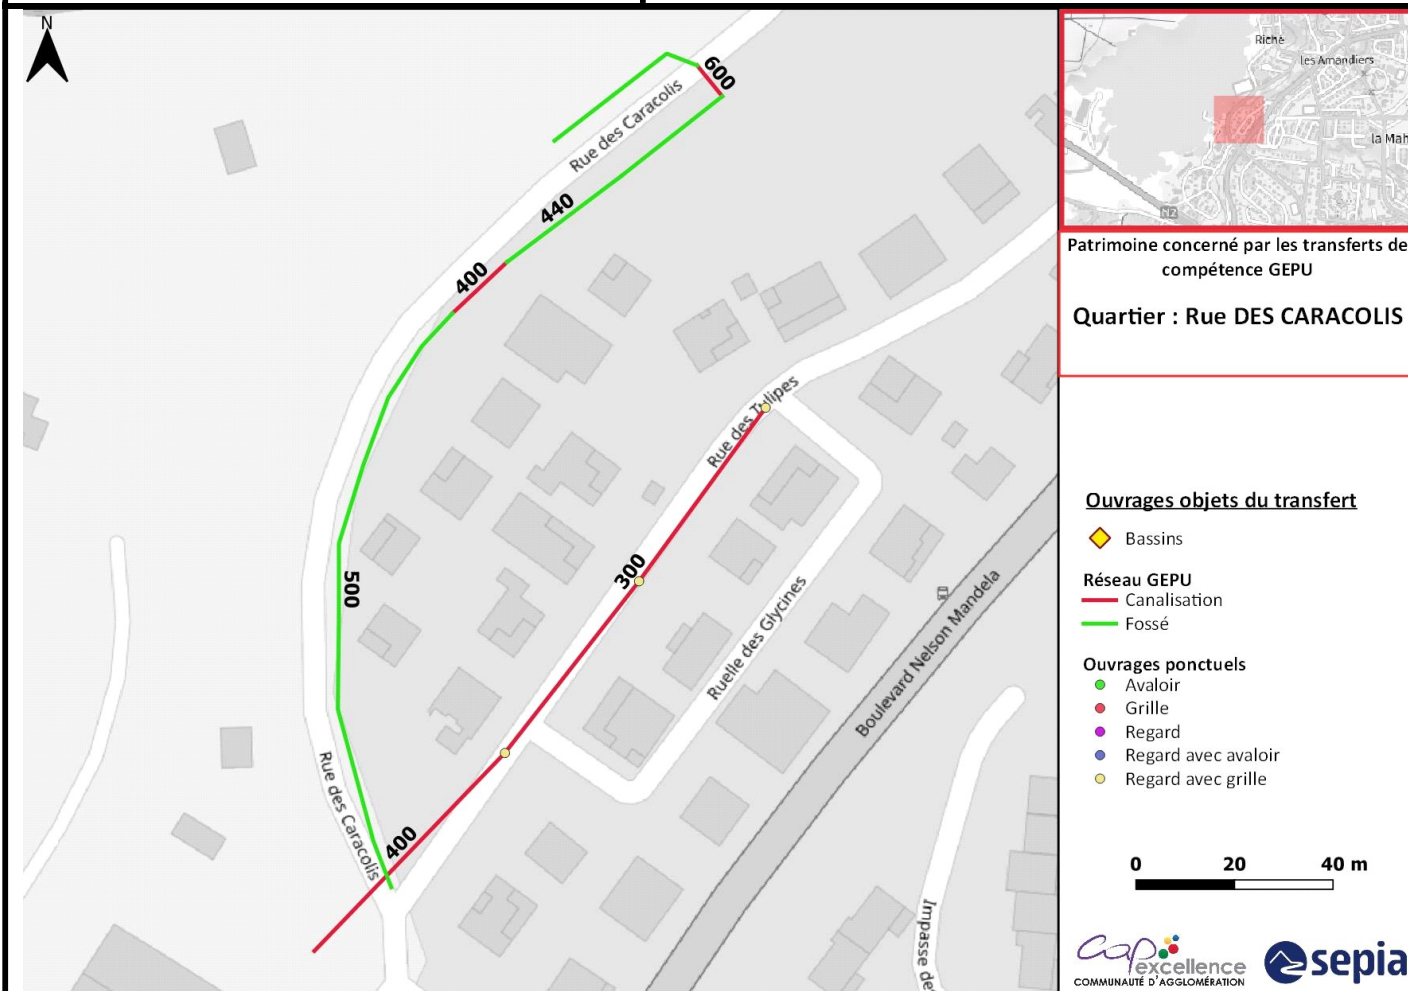 N
600
Rue des Caracolis
440
400
Rue des Tulipes
300
500
Ruelle des Glycines
Boulevard Nelson Mandela
Rue des Caracolis
400
Impasse de
Riché
les Amandiers
la Mah
N2
Patrimoine concerné par les transferts de
compétence GEPU
Quartier : Rue DES CARACOLIS
Ouvrages objets du transfert
Bassins
Réseau GEPU
Canalisation
Fossé
Ouvrages ponctuels
Avaloir
Grille
Regard
Regard avec avaloir
Regard avec grille
0 20 40 m
Cap
excellence
COMMUNAUTÉ D'AGGLOMÉRATION
sepia